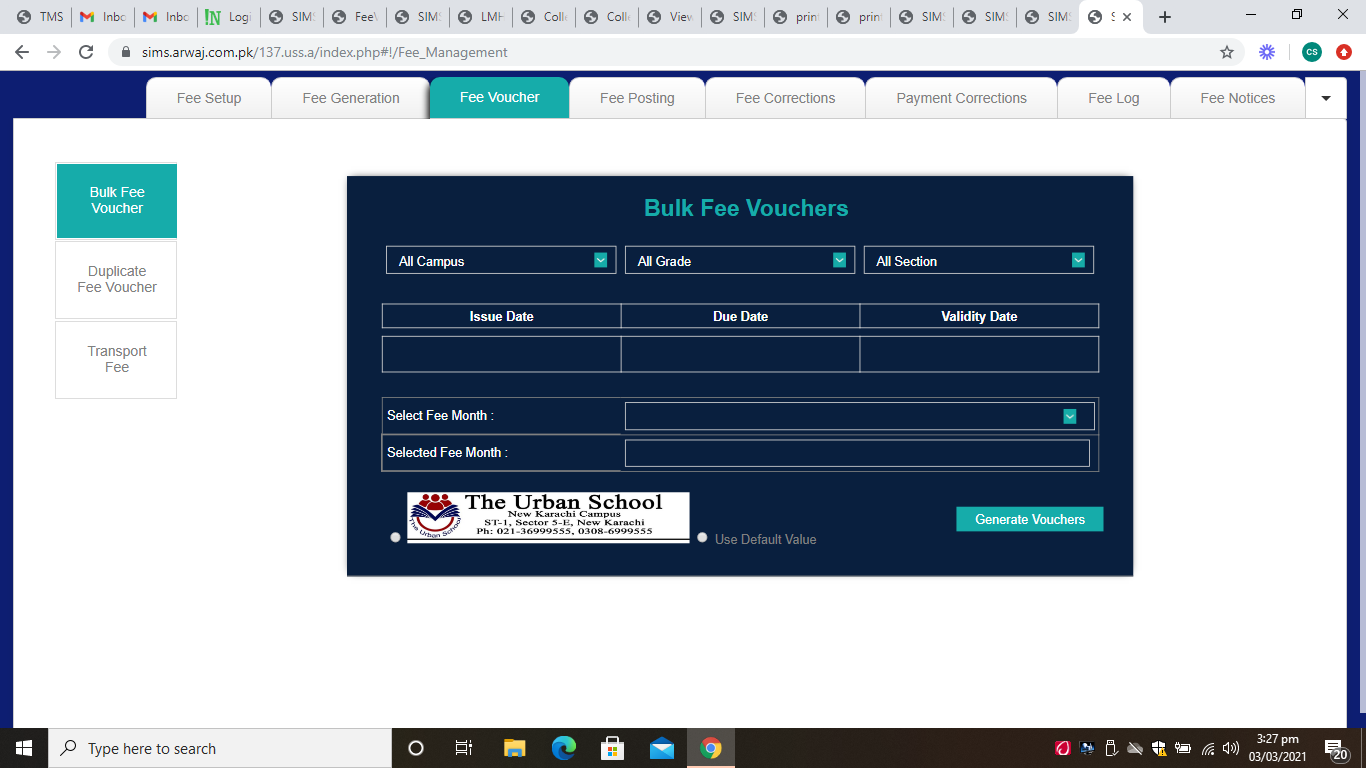 TMS
Inbo
Inbo
Logi
SIMS
Fee\
SIMS
LMH
Colle
Colle
View
SIMS
print
print
SIMS
SIMS
SIMS
S
sims.arwaj.com.pk/137.uss.a/index.php#!/Fee_Management
CS
Fee Setup
Fee Generation
Fee Voucher
Fee Posting
Fee Corrections
Payment Corrections
Fee Log
Fee Notices
Bulk Fee
Voucher
Duplicate
Fee Voucher
Transport
Fee
Bulk Fee Vouchers
All Campus
All Grade
All Section
Issue Date
Due Date
Validity Date
Select Fee Month :
Selected Fee Month :
The Urban School
The Urban School
New Karachi Campus
ST-1, Sector 5-E, New Karachi
Ph: 021-36999555, 0308-6999555
Use Default Value
Generate Vouchers
Type here to search
3:27 pm
03/03/2021
20